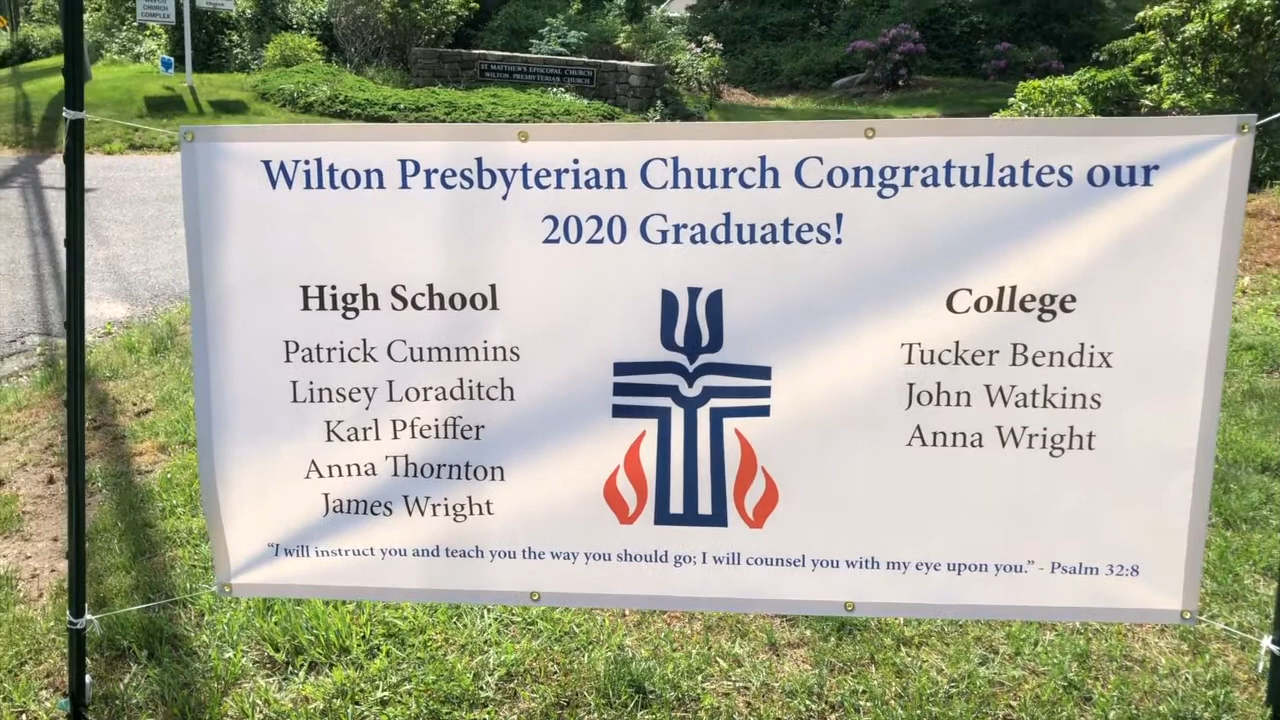 CHURCH
COMPLEX
ST. MATTHEW'S EPISCOPAL CHURCH
WILTON PRESBYTERIAN CHURCH
Wilton Presbyterian Church Congratulates our
2020 Graduates!
High School
Patrick Cummins
Linsey Loraditch
Karl Pfeiffer
Anna Thornton
James Wright
College
Tucker Bendix
John Watkins
Anna Wright
“I will instruct you and teach you the way you should go; I will counsel you with my eye upon you.” - Psalm 32:8